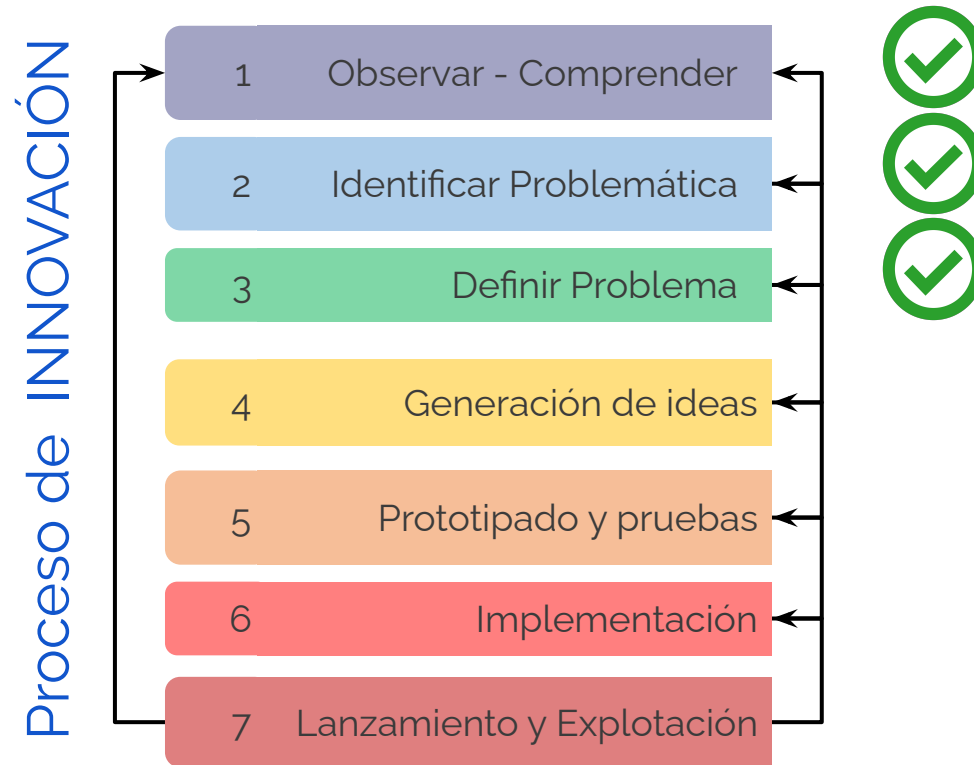 Proceso de INNOVACIÓN
1 Observar - Comprender
2 Identificar Problemática
3 Definir Problema
4 Generación de ideas
5 Prototipado y pruebas
6 Implementación
7 Lanzamiento y Explotación